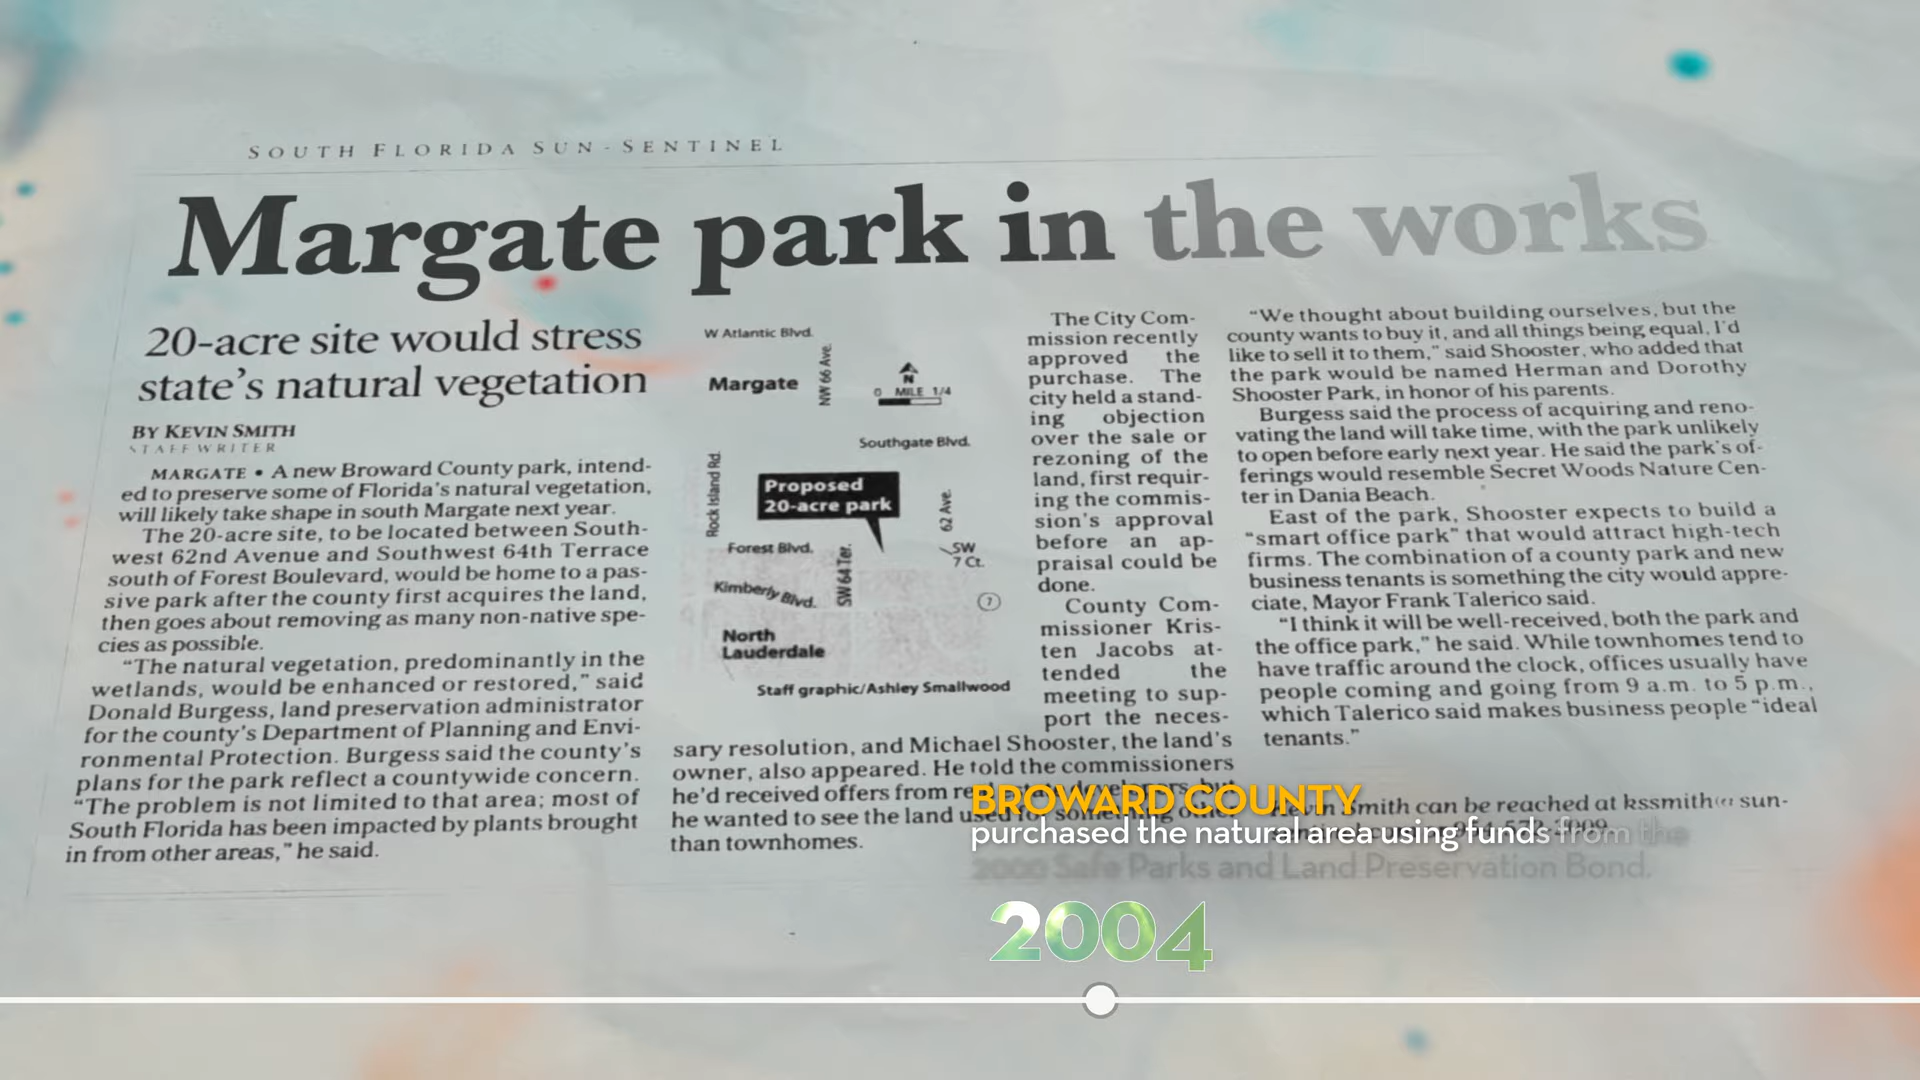 SOUTH FLORIDA SUN-SENTINEL
Margate park in the works
20-acre site would stress
state's natural vegetation
BY KEVIN SMITH
STAFF WRITER
MARGATE • A new Broward County park, intend-
ed to preserve some of Florida's natural vegetation,
will likely take shape in south Margate next year.
The 20-acre site, to be located between South-
west 62nd Avenue and Southwest 64th Terrace
south of Forest Boulevard, would be home to a pas-
sive park after the county first acquires the land,
then goes about removing as many non-native spe-
cies as possible.
“The natural vegetation, predominantly in the
wetlands, would be enhanced or restored,” said
Donald Burgess, land preservation administrator
for the county's Department of Planning and Envi-
ronmental Protection. Burgess said the county's
plans for the park reflect a countywide concern.
“The problem is not limited to that area; most of
South Florida has been impacted by plants brought
in from other areas,” he said.
W Atlantic Blvd.
NW 66 Ave.
Margate
N
0 MILE 1/4
Southgate Blvd.
Rock Island Rd.
Proposed
20-acre park
62 Ave.
Forest Blvd.
SW
7 Ct.
SW 64 Ter.
Kimberly Blvd.
7
North
Lauderdale
Staff graphic/Ashley Smallwood
The City Com-
mission recently
approved the
purchase. The
city held a stand-
ing objection
over the sale or
rezoning of the
land, first requir-
ing the commis-
sion's approval
before an ap-
praisal could be
done.
County Com-
missioner Kris-
ten Jacobs at-
tended the
meeting to sup-
port the neces-
sary resolution, and Michael Shooster, the land's
owner, also appeared. He told the commissioners
he'd received offers from
he wanted to see the land used for something
than townhomes.
“We thought about building ourselves, but the
county wants to buy it, and all things being equal, I'd
like to sell it to them,” said Shooster, who added that
the park would be named Herman and Dorothy
Shooster Park, in honor of his parents.
Burgess said the process of acquiring and reno-
vating the land will take time, with the park unlikely
to open before early next year. He said the park's of-
ferings would resemble Secret Woods Nature Cen-
ter in Dania Beach.
East of the park, Shooster expects to build a
“smart office park” that would attract high-tech
firms. The combination of a county park and new
business tenants is something the city would appre-
ciate, Mayor Frank Talerico said.
“I think it will be well-received, both the park and
the office park,” he said. While townhomes tend to
have traffic around the clock, offices usually have
people coming and going from 9 a.m. to 5 p.m.,
which Talerico said makes business people “ideal
tenants.”
Smith can be reached at kssmith@sun-
BROWARD COUNTY
purchased the natural area using funds from the
2000 Safe Parks and Land Preservation Bond.
2004